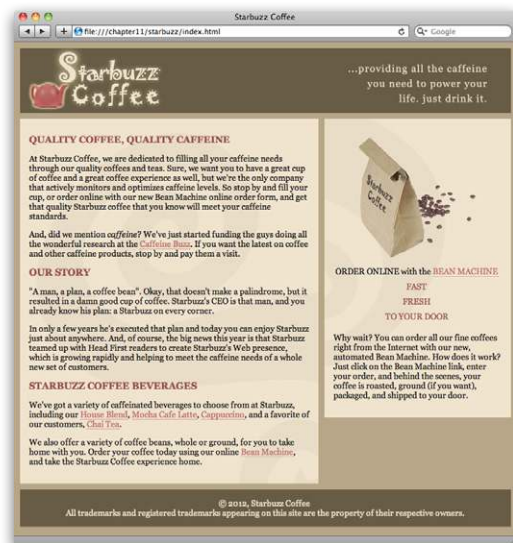 Starbuzz Coffee
file:///chapter11/starbuzz/index.html
Google
Starbuzz
Coffee
...providing all the caffeine
you need to power your
life. just drink it.
QUALITY COFFEE, QUALITY CAFFEINE
At Starbuzz Coffee, we are dedicated to filling all your caffeine needs
through our quality coffees and teas. Sure, we want you to have a great cup
of coffee and a great coffee experience as well, but we're the only company
that actively monitors and optimizes caffeine levels. So stop by and fill your
cup, or order online with our new Bean Machine online order form, and get
that quality Starbuzz coffee that you know will meet your caffeine
standards.
And, did we mention caffeine? We've just started funding the guys doing all
the wonderful research at the Caffeine Buzz. If you want the latest on coffee
and other caffeine products, stop by and pay them a visit.
OUR STORY
"A man, a plan, a coffee bean". Okay, that doesn't make a palindrome, but it
resulted in a damn good cup of coffee. Starbuzz's CEO is that man, and you
already know his plan: a Starbuzz on every corner.
In only a few years he's executed that plan and today you can enjoy Starbuzz
just about anywhere. And, of course, the big news this year is that Starbuzz
teamed up with Head First readers to create Starbuzz's Web presence,
which is growing rapidly and helping to meet the caffeine needs of a whole
new set of customers.
STARBUZZ COFFEE BEVERAGES
We've got a variety of caffeinated beverages to choose from at Starbuzz,
including our House Blend, Mocha Cafe Latte, Cappuccino, and a favorite of
our customers, Chai Tea.
We also offer a variety of coffee beans, whole or ground, for you to take
home with you. Order your coffee today using our online Bean Machine,
and take the Starbuzz Coffee experience home.
Starbuzz
Coffee
ORDER ONLINE with the BEAN MACHINE
FAST
FRESH
TO YOUR DOOR
Why wait? You can order all our fine coffees
right from the Internet with our new,
automated Bean Machine. How does it work?
Just click on the Bean Machine link, enter
your order, and behind the scenes, your
coffee is roasted, ground (if you want),
packaged, and shipped to your door.
© 2012, Starbuzz Coffee
All trademarks and registered trademarks appearing on this site are the property of their respective owners.